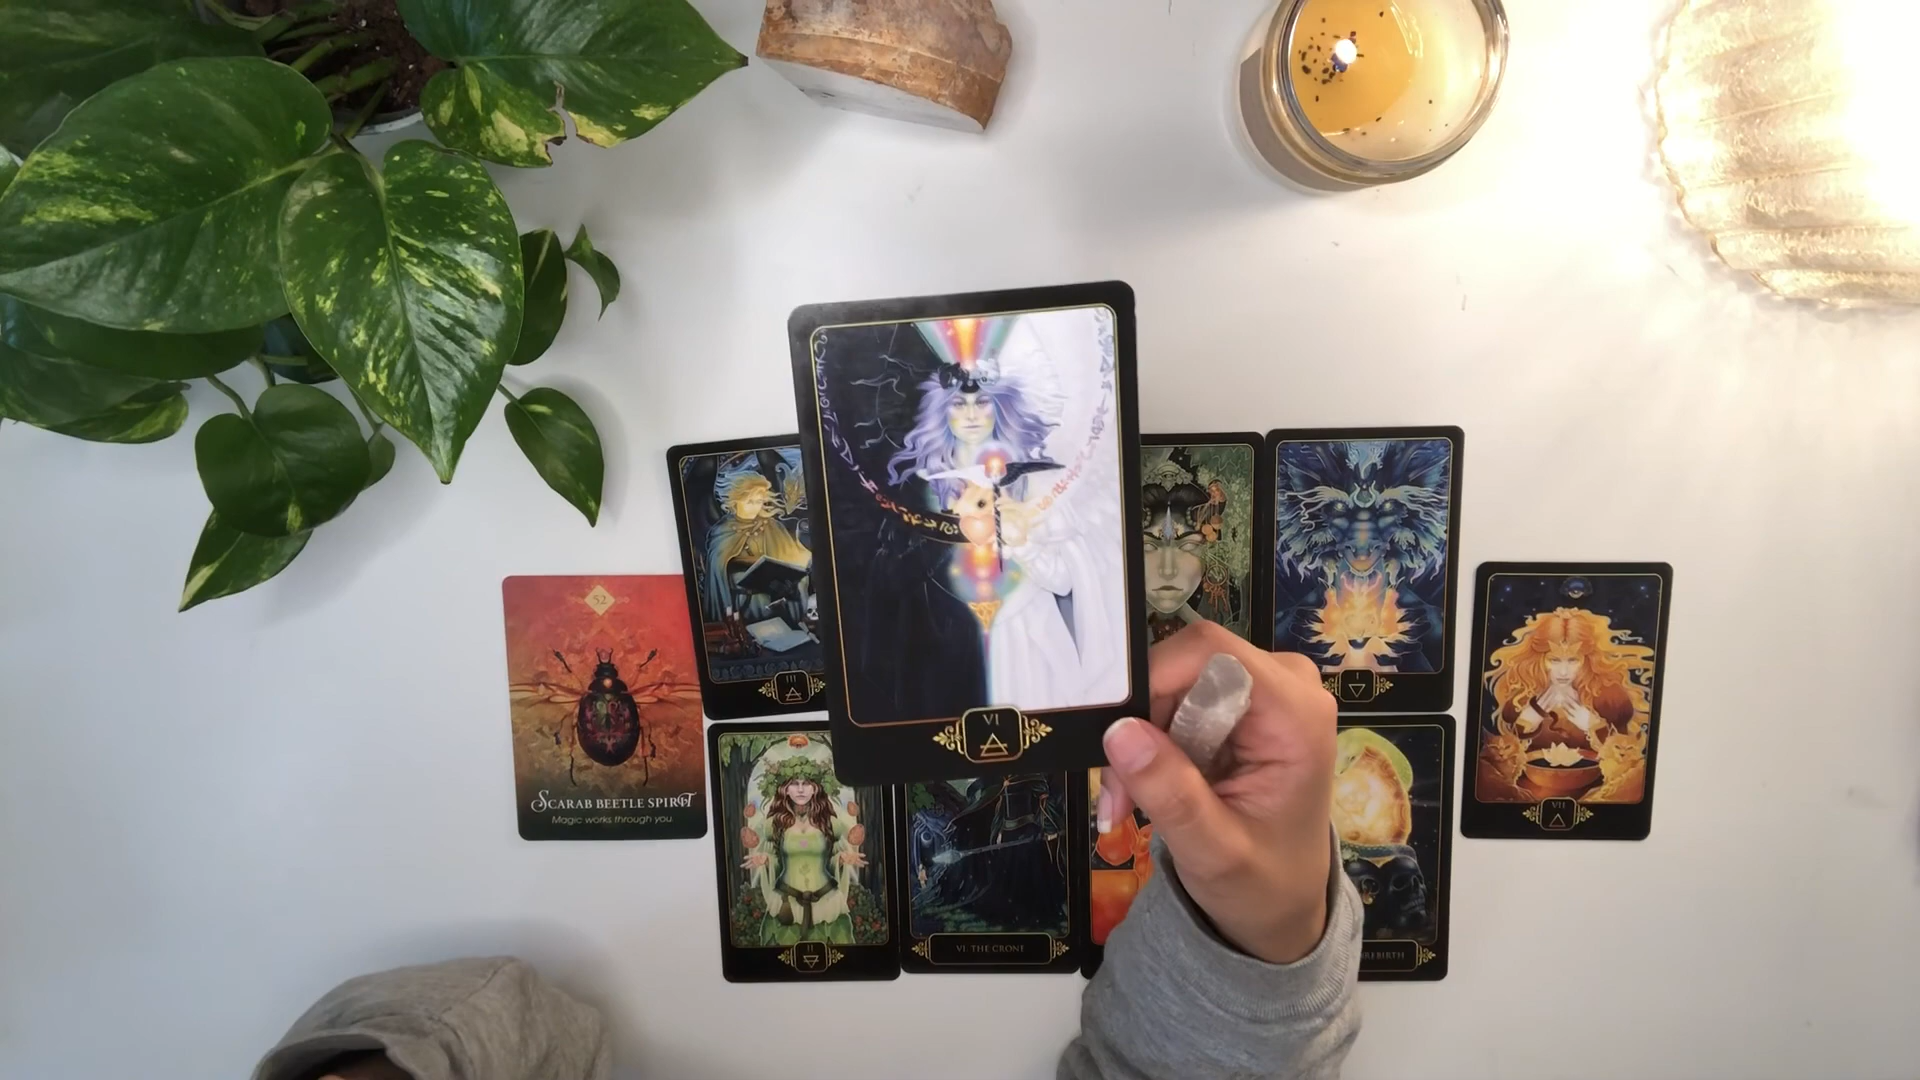 52
SCARAB BEETLE SPIRIT
Magic works through you.
III
VI
I
VII
II
VI. THE CRONE
REBIRTH